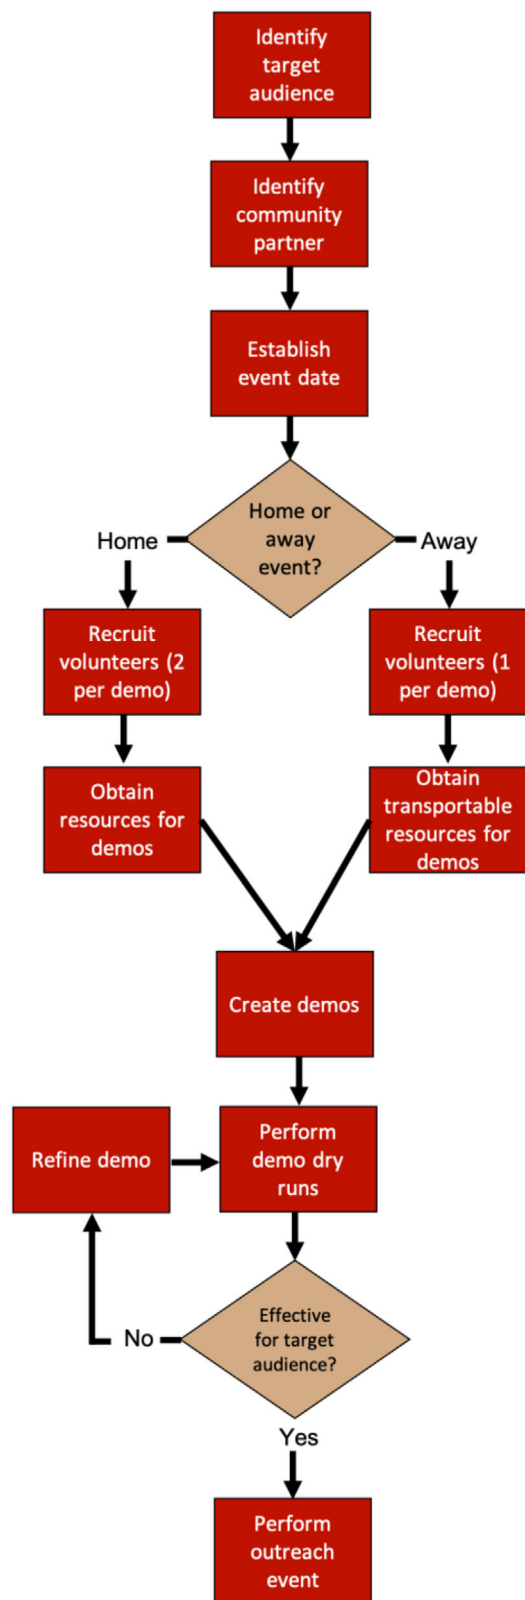 Identify
target
audience
Identify
community
partner
Establish
event date
Home or
away
event?
Home
Away
Recruit
volunteers (2
per demo)
Recruit
volunteers (1
per demo)
Obtain
resources for
demos
Obtain
transportable
resources for
demos
Create demos
Refine demo
Perform
demo dry
runs
Effective
for target
audience?
No
Yes
Perform
outreach
event